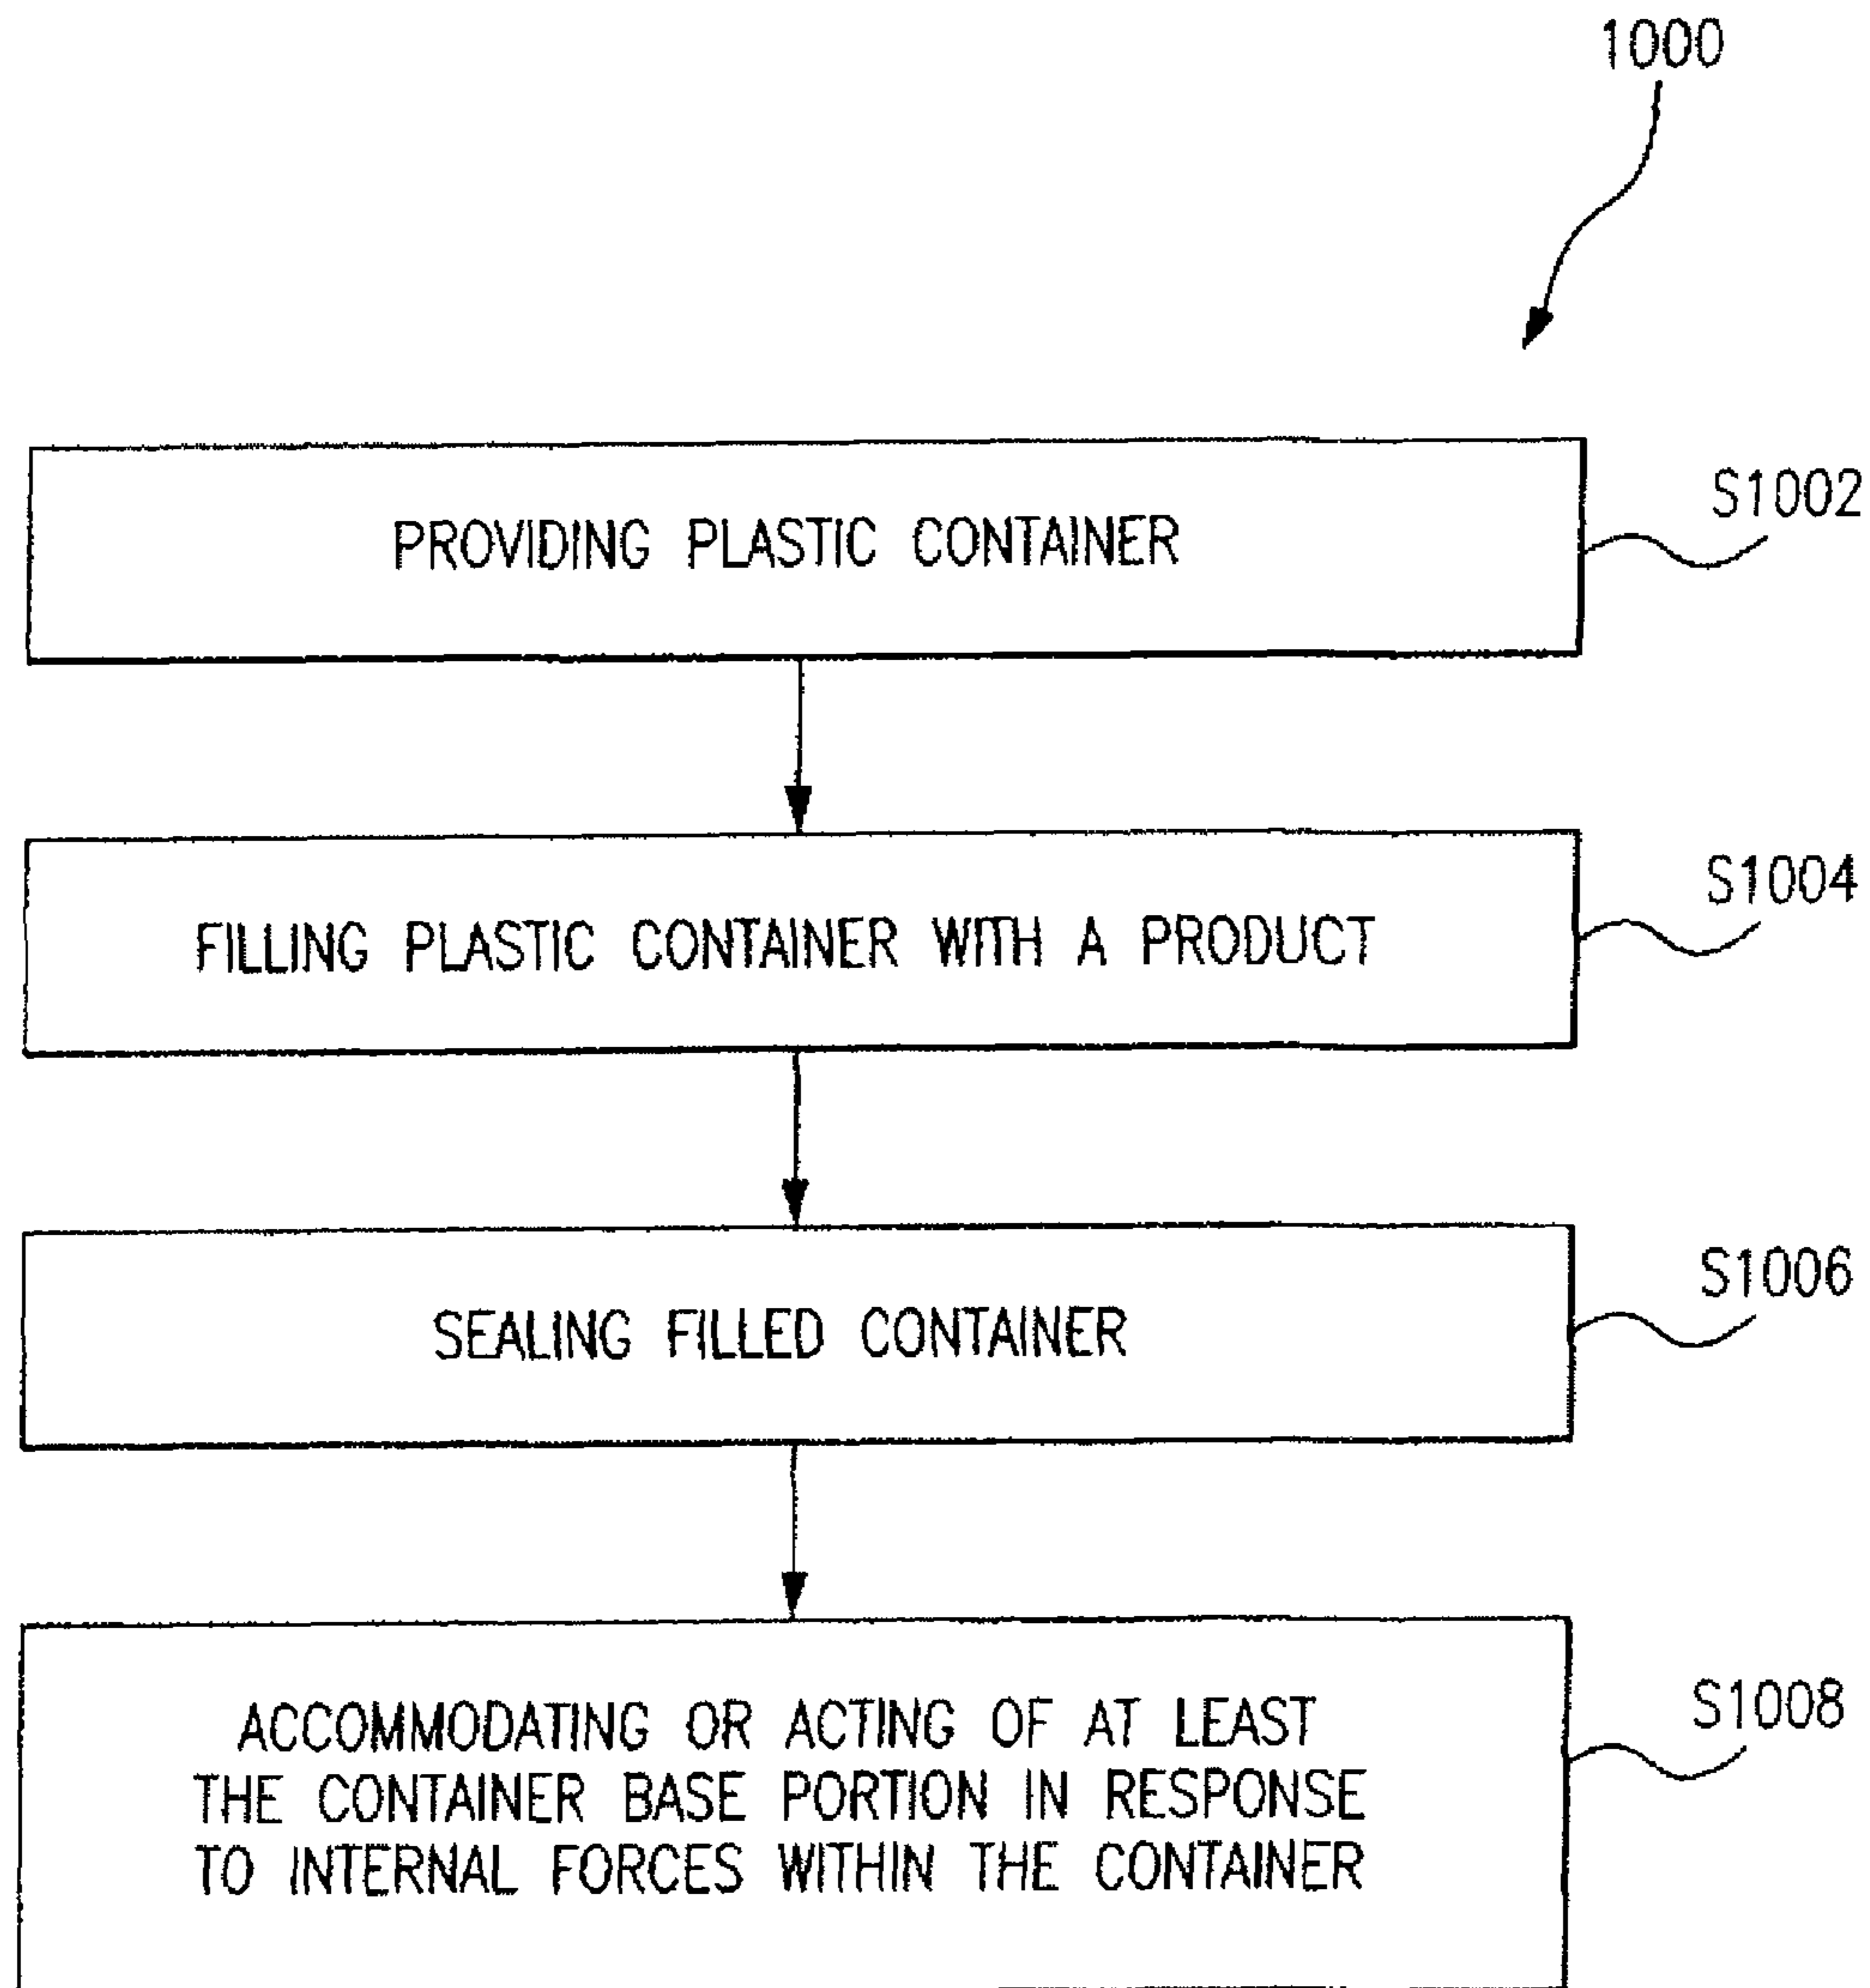 1000
PROVIDING PLASTIC CONTAINER
S1002
FILLING PLASTIC CONTAINER WITH A PRODUCT
S1004
SEALING FILLED CONTAINER
S1006
ACCOMMODATING OR ACTING OF AT LEAST
THE CONTAINER BASE PORTION IN RESPONSE
TO INTERNAL FORCES WITHIN THE CONTAINER
S1008